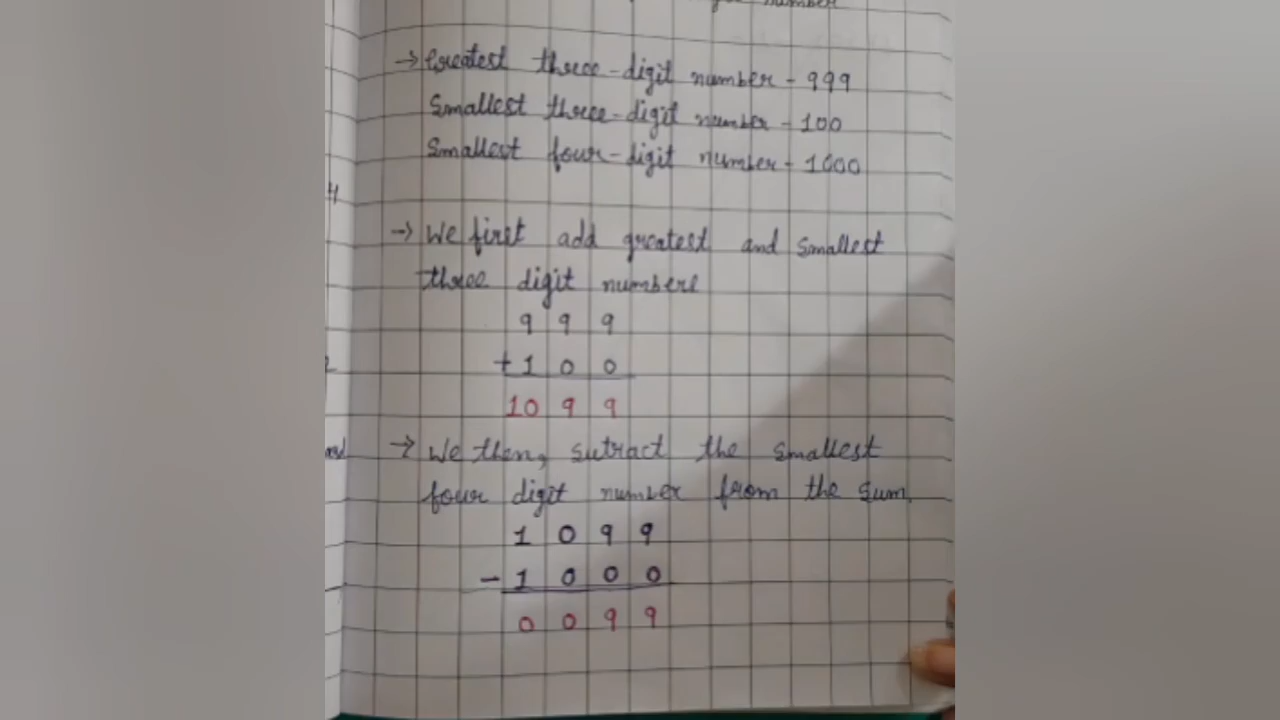 number
→ Greatest three-digit number - 999
Smallest three-digit number - 100
Smallest four-digit number - 1000
→ We first add greatest and smallest
three digit numbers
9 9 9
+ 1 0 0
10 9 9
→ We then, sutract the smallest
four digit number from the sum.
1 0 9 9
- 1 0 0 0
0 0 9 9